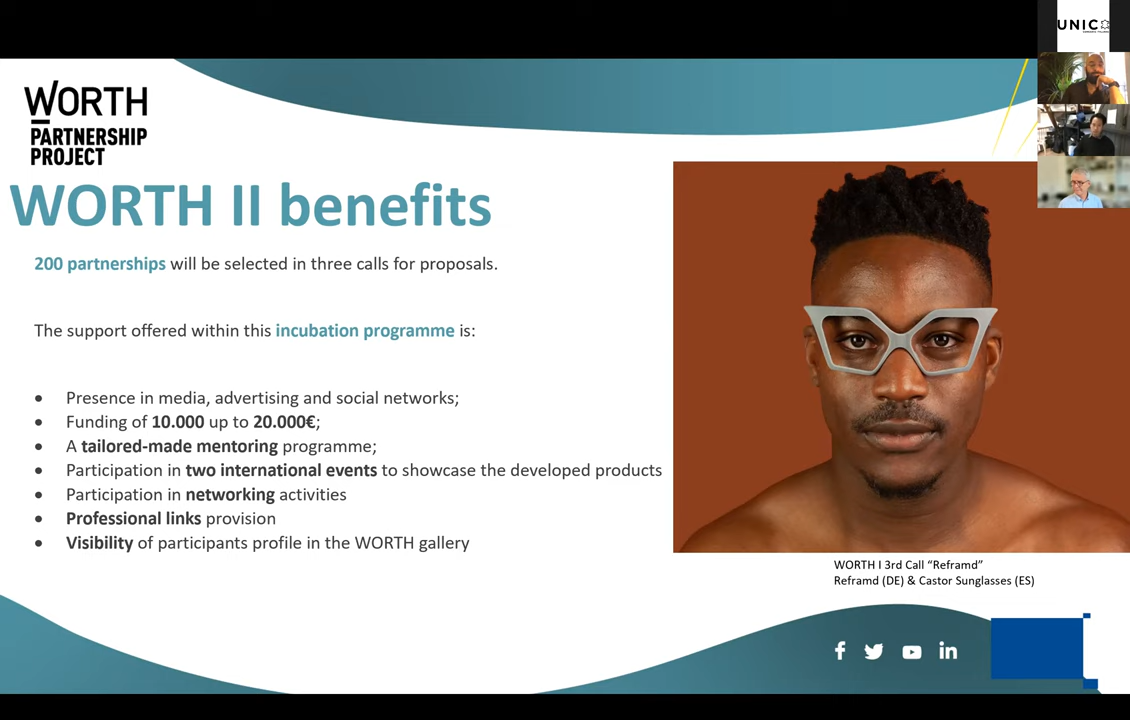 UNICO
WORTH
PARTNERSHIP
PROJECT
WORTH II benefits
200 partnerships will be selected in three calls for proposals.
The support offered within this incubation programme is:
• Presence in media, advertising and social networks;
• Funding of 10.000 up to 20.000€;
• A tailored-made mentoring programme;
• Participation in two international events to showcase the developed products
• Participation in networking activities
• Professional links provision
• Visibility of participants profile in the WORTH gallery
WORTH I 3rd Call “Reframd”
Reframd (DE) & Castor Sunglasses (ES)